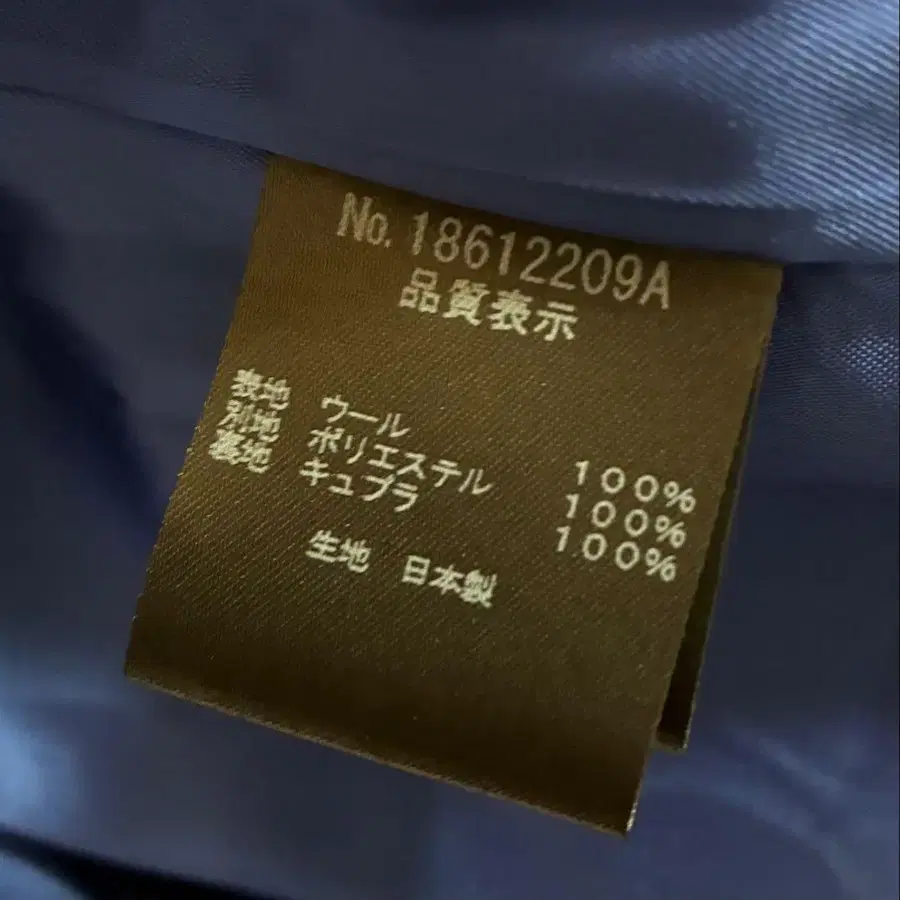 No.18612209A
品質表示
表地 ウール 100%
別地 ポリエステル 100%
裏地 キュプラ 100%
生地 日本製